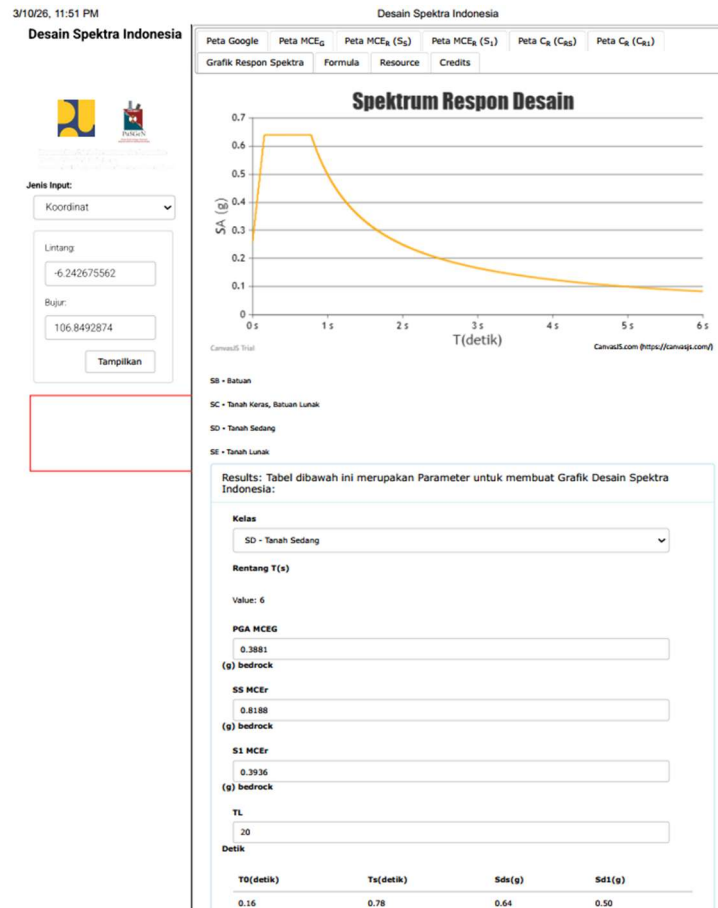 3/10/26, 11:51 PM
Desain Spektra Indonesia
Desain Spektra Indonesia
Jenis Input:
Koordinat
Lintang:
-6.242675562
Bujur:
106.8492874
Tampilkan
Peta Google
Peta MCEG
Peta MCER (SS)
Peta MCER (S1)
Peta CR (CRS)
Peta CR (CR1)
Grafik Respon Spektra
Formula
Resource
Credits
Spektrum Respon Desain
0.7
0.6
0.5
0.4
0.3
0.2
0.1
0
SA (g)
0 s
1 s
2 s
3 s
4 s
5 s
6 s
T(detik)
CanvasJS Trial
CanvasJS.com (https://canvasjs.com/)
SB - Batuan
SC - Tanah Keras, Batuan Lunak
SD - Tanah Sedang
SE - Tanah Lunak
Results: Tabel dibawah ini merupakan Parameter untuk membuat Grafik Desain Spektra
Indonesia:
Kelas
SD - Tanah Sedang
Rentang T(s)
Value: 6
PGA MCEG
0.3881
(g) bedrock
SS MCEr
0.8188
(g) bedrock
S1 MCEr
0.3936
(g) bedrock
TL
20
Detik
T0(detik) Ts(detik) Sds(g) Sd1(g)
0.16 0.78 0.64 0.50